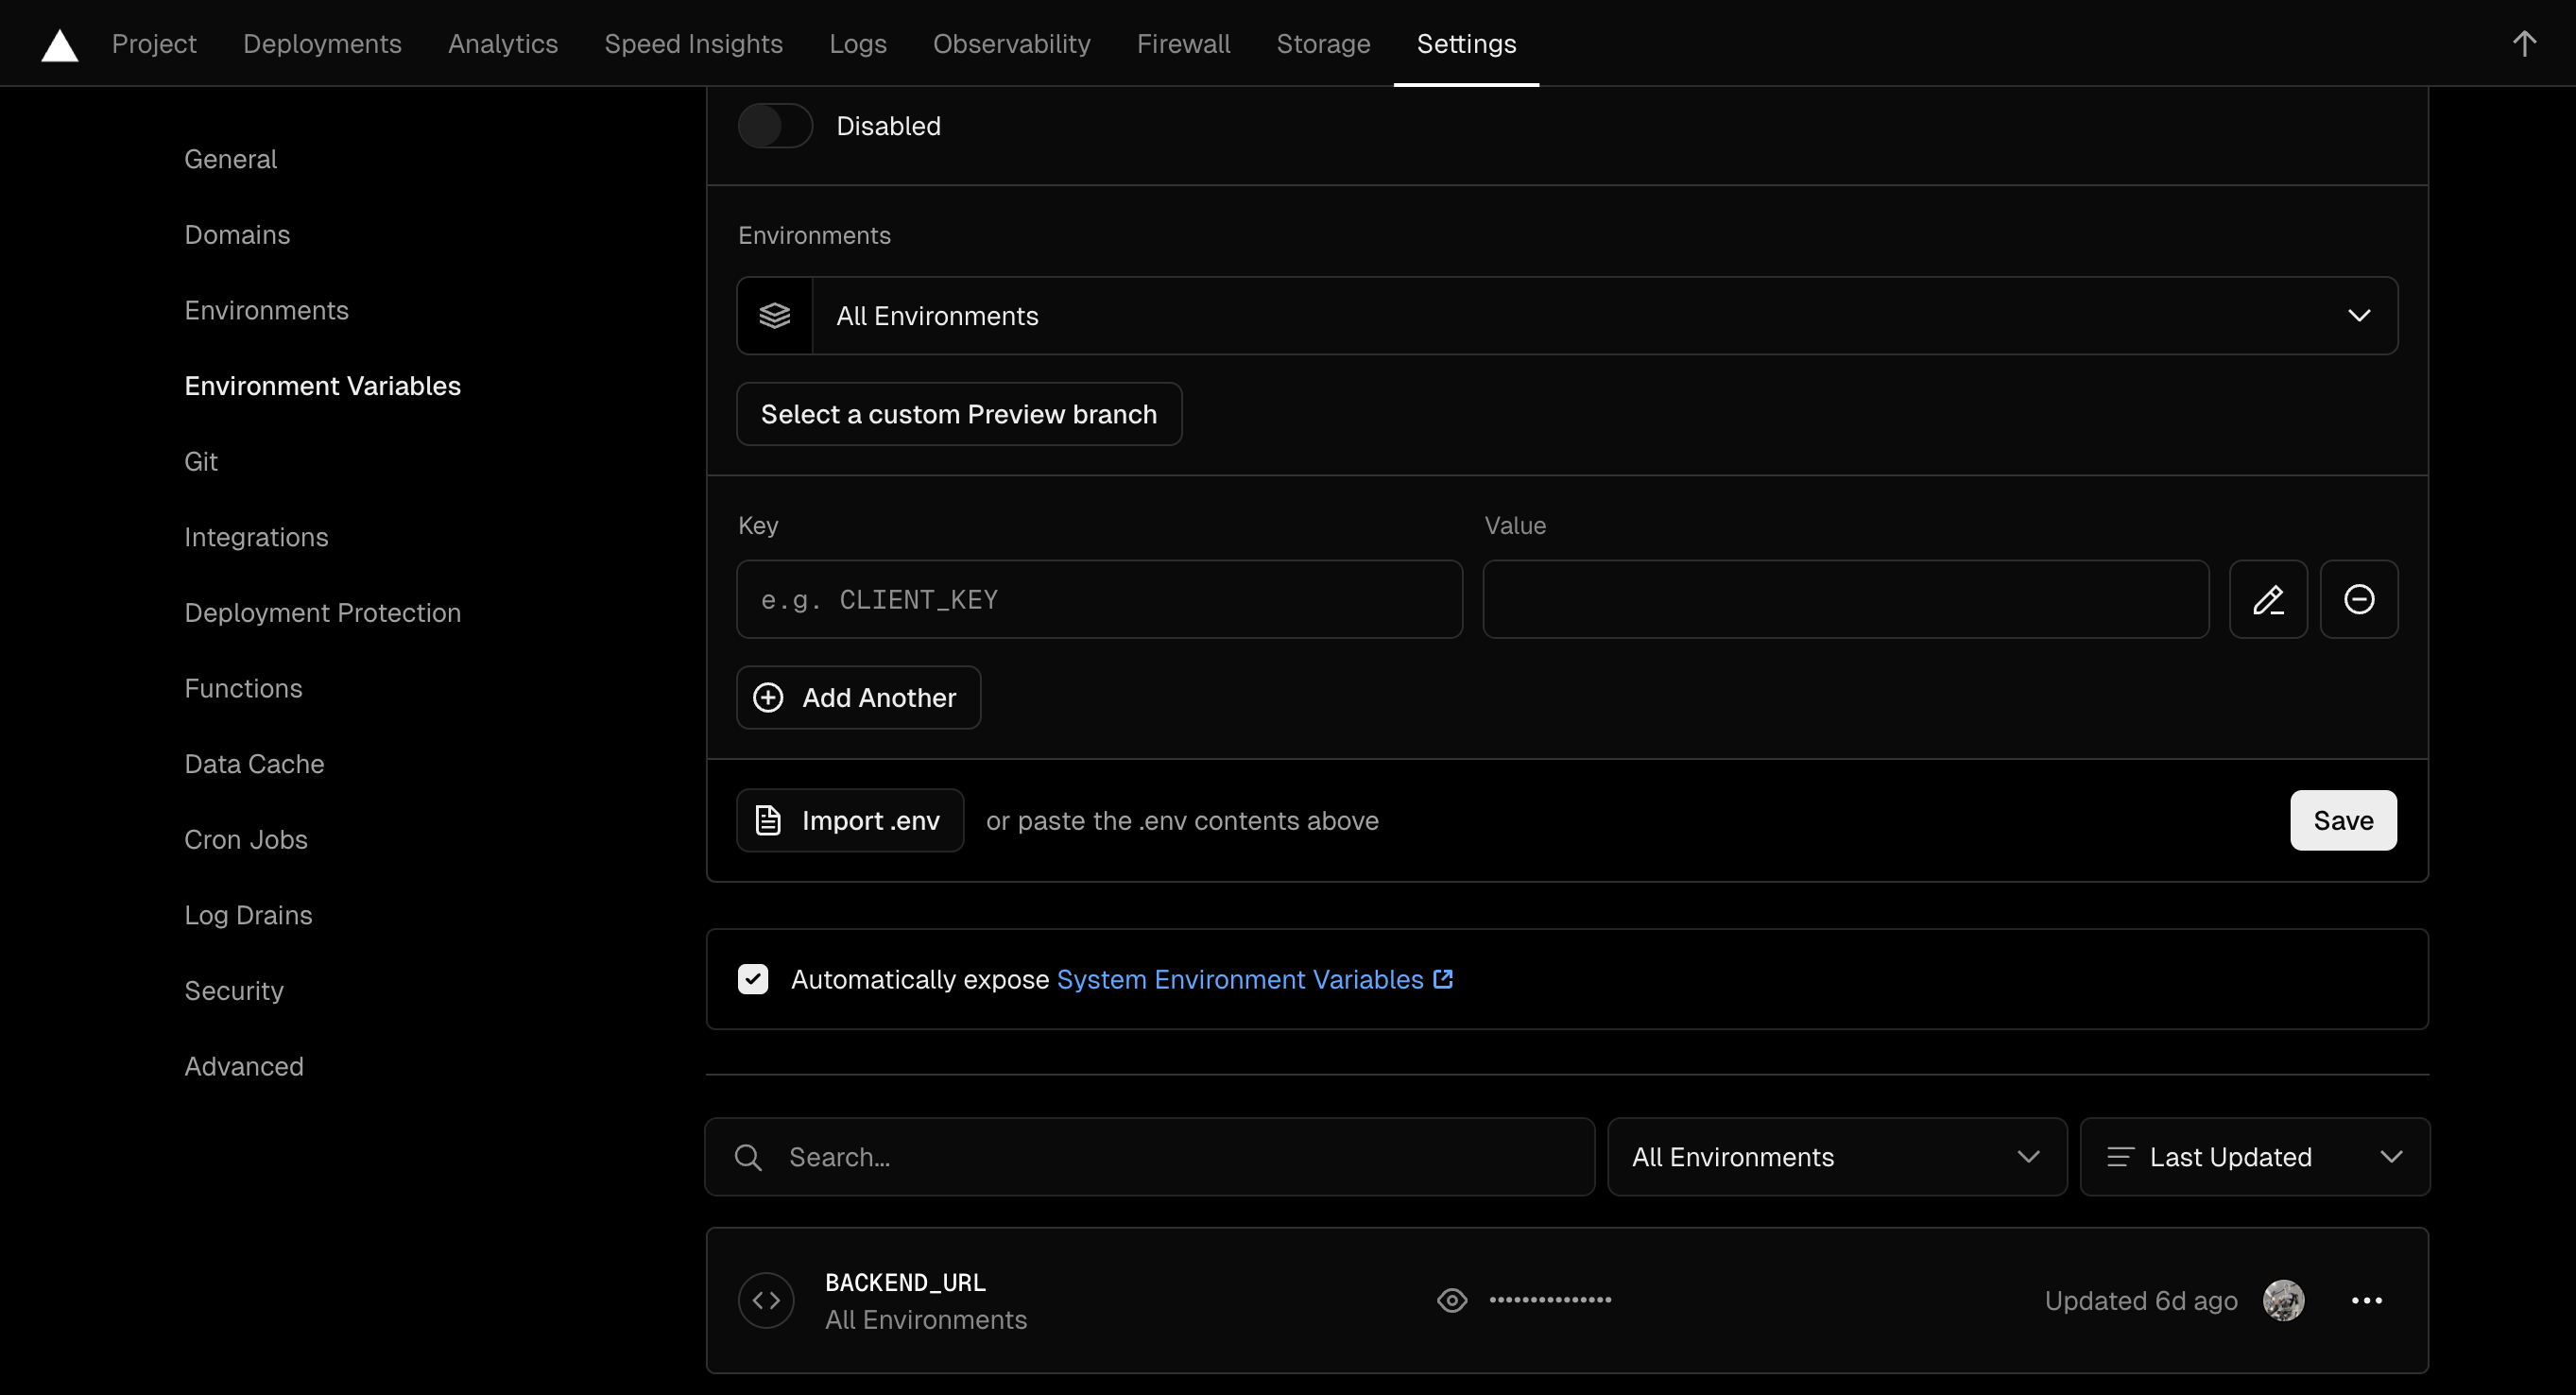 Project Deployments Analytics Speed Insights Logs Observability Firewall Storage Settings
General
Domains
Environments
Environment Variables
Git
Integrations
Deployment Protection
Functions
Data Cache
Cron Jobs
Log Drains
Security
Advanced
Disabled
Environments
All Environments
Select a custom Preview branch
Key Value
e.g. CLIENT_KEY
Add Another
Import .env or paste the .env contents above Save
Automatically expose System Environment Variables
Search... All Environments Last Updated
BACKEND_URL
All Environments
•••••••••••••••
Updated 6d ago